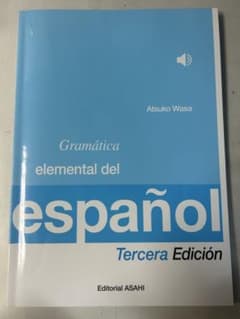 Atsuko Wasa
Gramática
elemental del
español
Tercera Edición
Editorial ASAHI